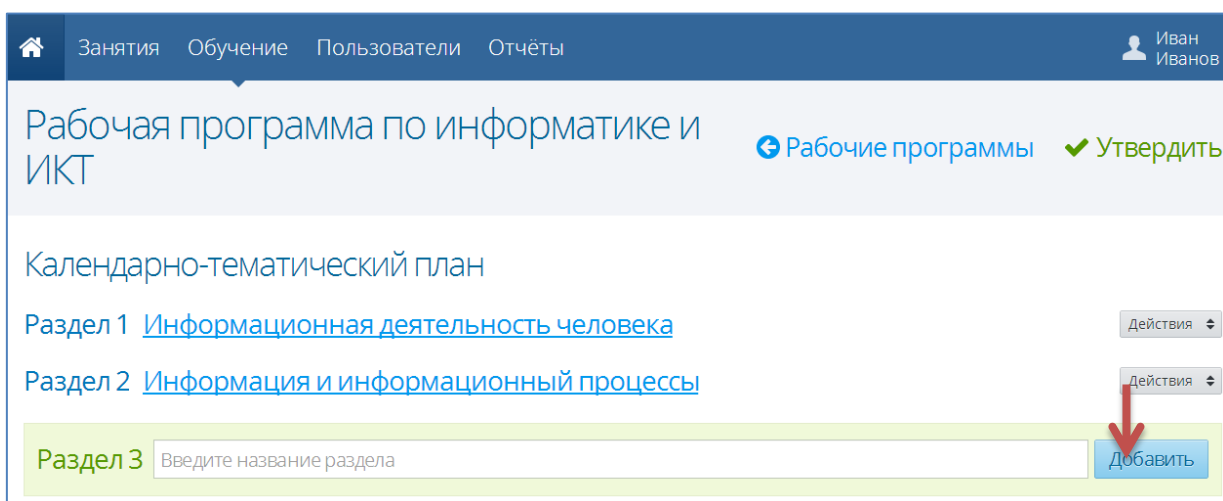 Занятия Обучение Пользователи Отчёты Иван
Иванов
Рабочая программа по информатике и
ИКТ
Рабочие программы Утвердить
Календарно-тематический план
Раздел 1 Информационная деятельность человека Действия
Раздел 2 Информация и информационный процессы Действия
Раздел 3 Введите название раздела Добавить